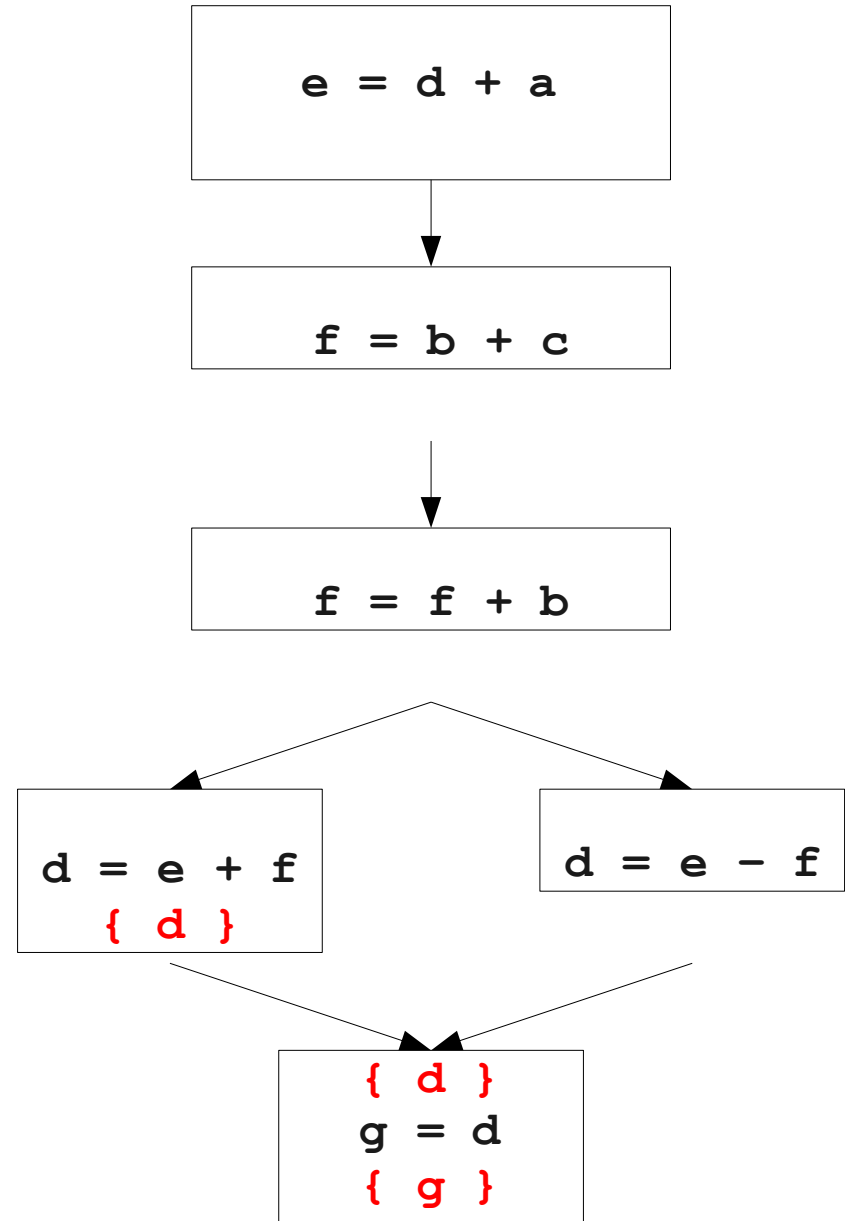 e = d + a
f = b + c
f = f + b
d = e + f
{ d }
d = e - f
{ d }
g = d
{ g }